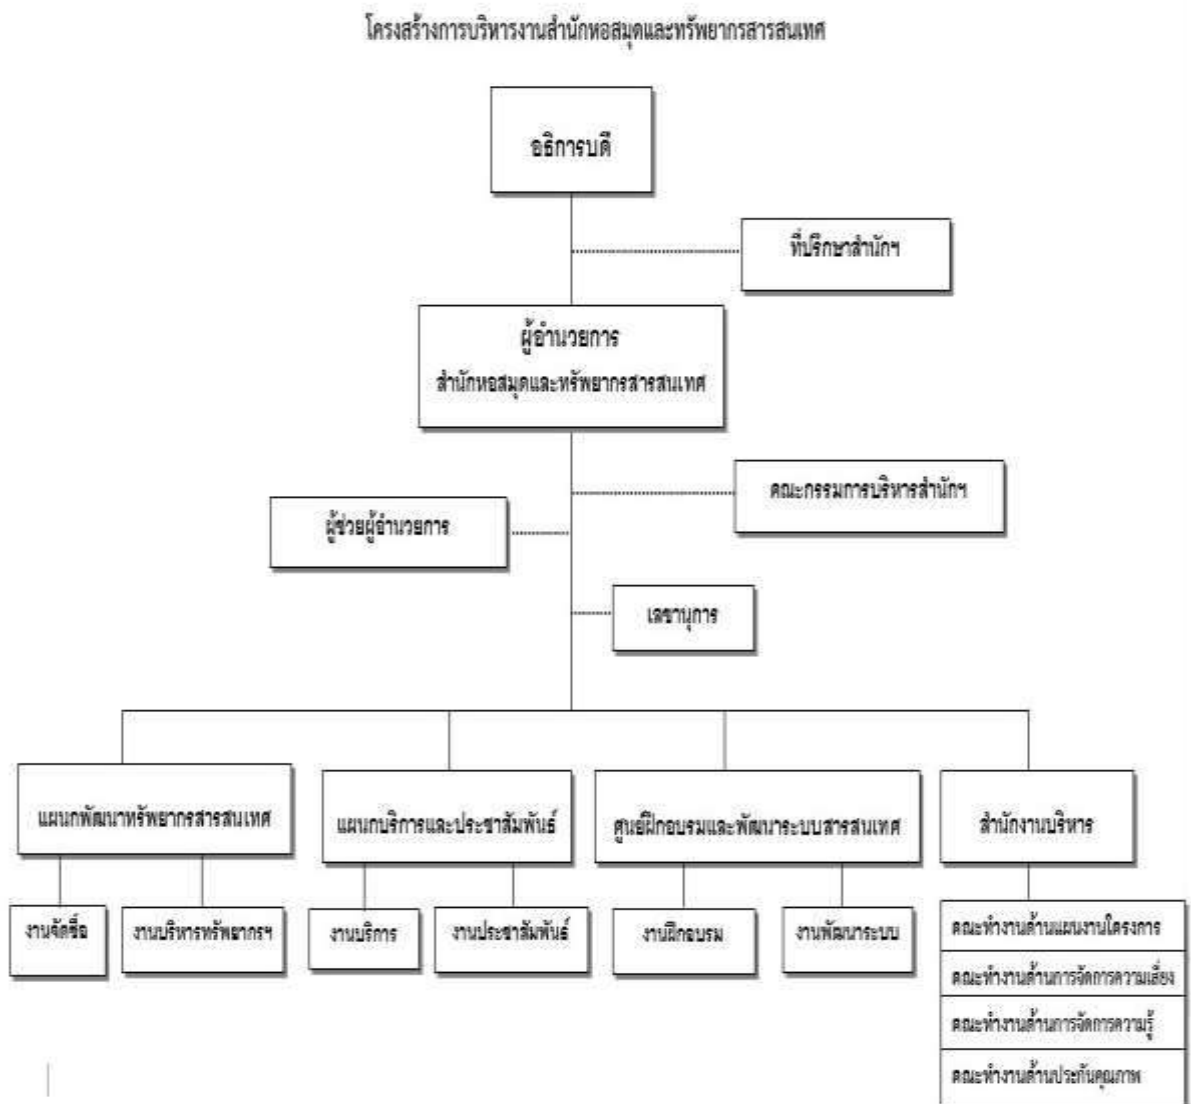 โครงสร้างการบริหารงานสำนักหอสมุดและทรัพยากรสารสนเทศ
อธิการบดี
ที่ปรึกษาสำนักฯ
ผู้อำนวยการ
สำนักหอสมุดและทรัพยากรสารสนเทศ
คณะกรรมการบริหารสำนักฯ
ผู้ช่วยผู้อำนวยการ
เลขานุการ
แผนกพัฒนาทรัพยากรสารสนเทศ
แผนกบริการและประชาสัมพันธ์
ศูนย์ฝึกอบรมและพัฒนาระบบสารสนเทศ
สำนักงานบริหาร
งานจัดซื้อ
งานบริหารทรัพยากรฯ
งานบริการ
งานประชาสัมพันธ์
งานฝึกอบรม
งานพัฒนาระบบ
คณะทำงานด้านแผนงานโครงการ
คณะทำงานด้านการจัดการความเสี่ยง
คณะทำงานด้านการจัดการความรู้
คณะทำงานด้านประกันคุณภาพ